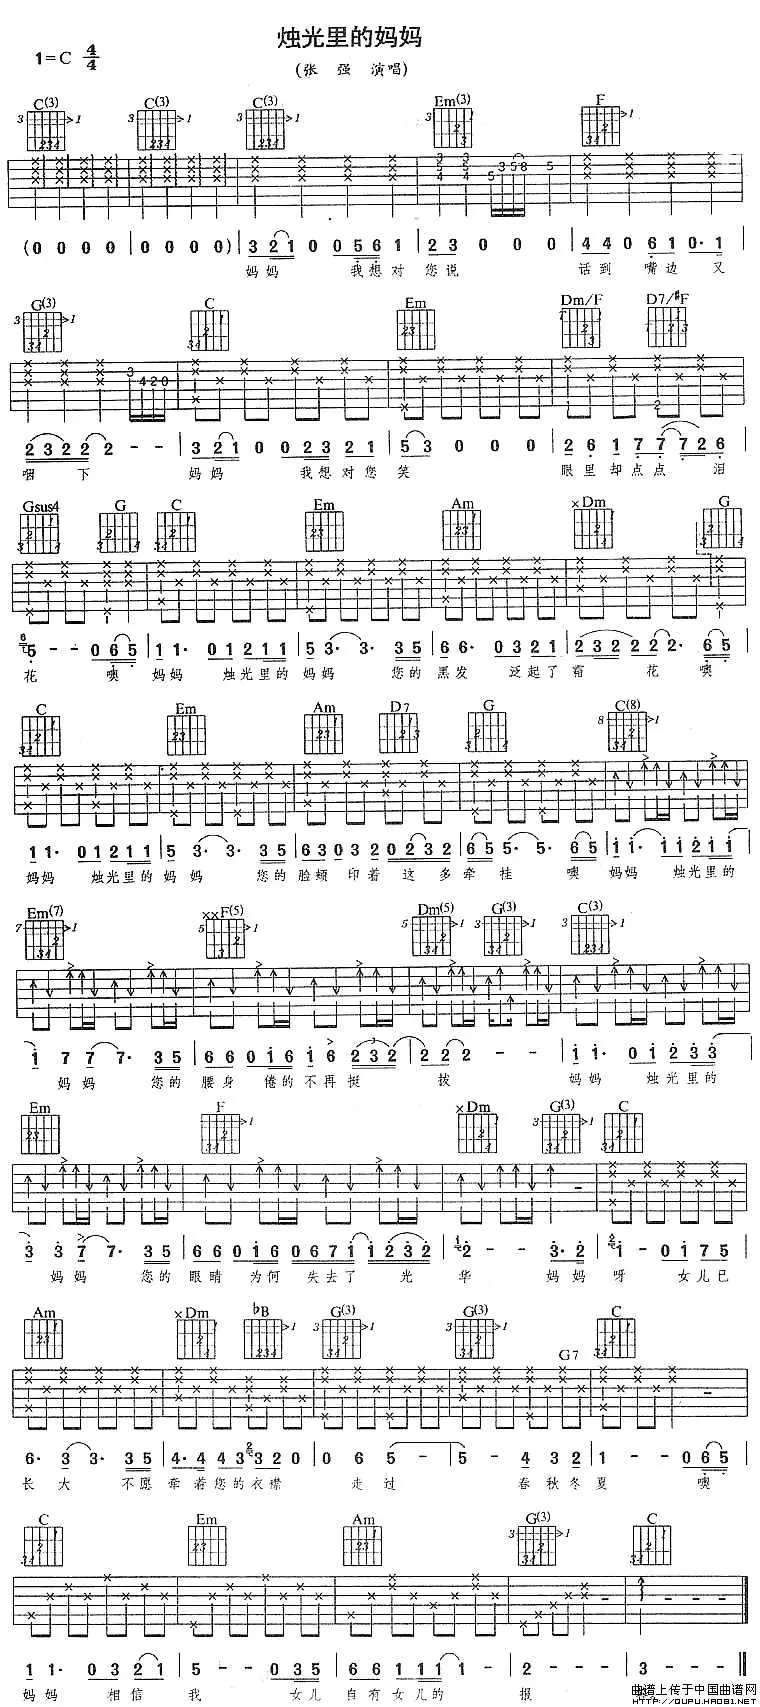 烛光里的妈妈
1=C 4/4
(张 强 演唱)
C(3) C(3) C(3) Em(3) F
(0 0 0 0 | 0 0 0 0) | 3 2 1 0 0 5 6 1 | 2 3 0 0 0 | 4 4 0 6 1 0· 1
妈妈 我想对 您说 话到 嘴边 又
G(3) C Em Dm/F D7/#F
2 3 2 2 2 - - | 3 2 1 0 0 2 3 2 1 | 5 3 0 0 0 | 2 6 1 7 7 7 2 6
咽 下 妈妈 我想对您 笑 眼里却点点 泪
Gsus4 G C Em Am ×Dm G
5 - - 0 6 5 | 1 1· 0 1 2 1 1 | 5 3· 3· 3 5 | 6 6· 0 3 2 1 | 2 3 2 2 2 2· 6 5
花 噢 妈妈 烛光里的 妈妈 您的 黑发 泛起了 霜 花 噢
C Em Am D7 G C(8)
1 1· 0 1 2 1 1 | 5 3· 3· 3 5 | 6 3 0 3 2 0 2 3 2 | 6 5 5· 5· 6 5 | 1 1· 1 1 2 1 1
妈妈 烛光里的 妈妈 您的 脸颊 印着 这 多 牵 挂 噢 妈妈 烛光里的
Em(7) ××F(5) Dm(5) G(3) C(3)
1 7 7 7· 3 5 | 6 6 0 1 6 1 6 2 3 2 | 2 2 2 - - | 1 1· 0 1 2 3 3
妈妈 您的 腰身 倦的不再挺 拔 妈妈 烛光里的
Em F ×Dm G(3) C
3 3 7 7· 3 5 | 6 6 0 1 6 0 6 7 1 1 2 3 2 | 2 - - 3· 2 | 1 - 0 1 7 5
妈妈 您的 眼睛 为何 失去了 光 华 妈妈 呀 女儿已
Am ×Dm bB G(3) G(3) G7 C
6· 3 3· 3 5 | 4· 4 4 3 3 2 0 | 0 6 5 5 - | 5 - 4 3 2 | 1 - - 0 6 5
长 大 不愿 牵着您的衣襟 走 过 春秋冬 夏 噢
C Em Am G(3) C
1 1· 0 3 2 1 | 5 - - 0 3 5 | 6 6 1 1 1 1 - | 2 - - - | 3 - - -
妈妈 相信 我 女儿 自有女儿的 报
曲谱上传于中国曲谱网
HTTP://QUPU.HAO81.NET